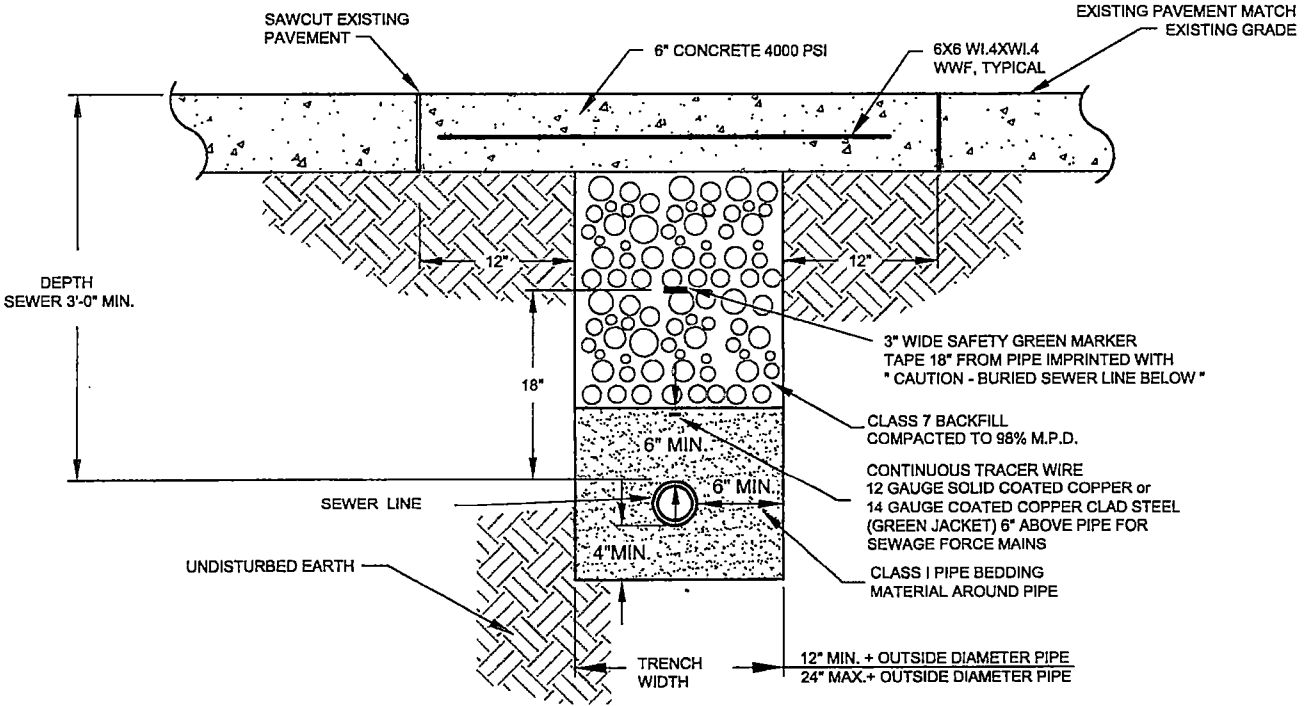 SAWCUT EXISTING
PAVEMENT
6" CONCRETE 4000 PSI
6X6 WI.4XWI.4
WWF, TYPICAL
EXISTING PAVEMENT MATCH
EXISTING GRADE
DEPTH
SEWER 3'-0" MIN.
12"
12"
18"
3" WIDE SAFETY GREEN MARKER
TAPE 18" FROM PIPE IMPRINTED WITH
" CAUTION - BURIED SEWER LINE BELOW "
CLASS 7 BACKFILL
COMPACTED TO 98% M.P.D.
6" MIN.
CONTINUOUS TRACER WIRE
12 GAUGE SOLID COATED COPPER or
14 GAUGE COATED COPPER CLAD STEEL
(GREEN JACKET) 6" ABOVE PIPE FOR
SEWAGE FORCE MAINS
SEWER LINE
6" MIN.
4"MIN.
UNDISTURBED EARTH
CLASS I PIPE BEDDING
MATERIAL AROUND PIPE
TRENCH
WIDTH
12" MIN. + OUTSIDE DIAMETER PIPE
24" MAX.+ OUTSIDE DIAMETER PIPE